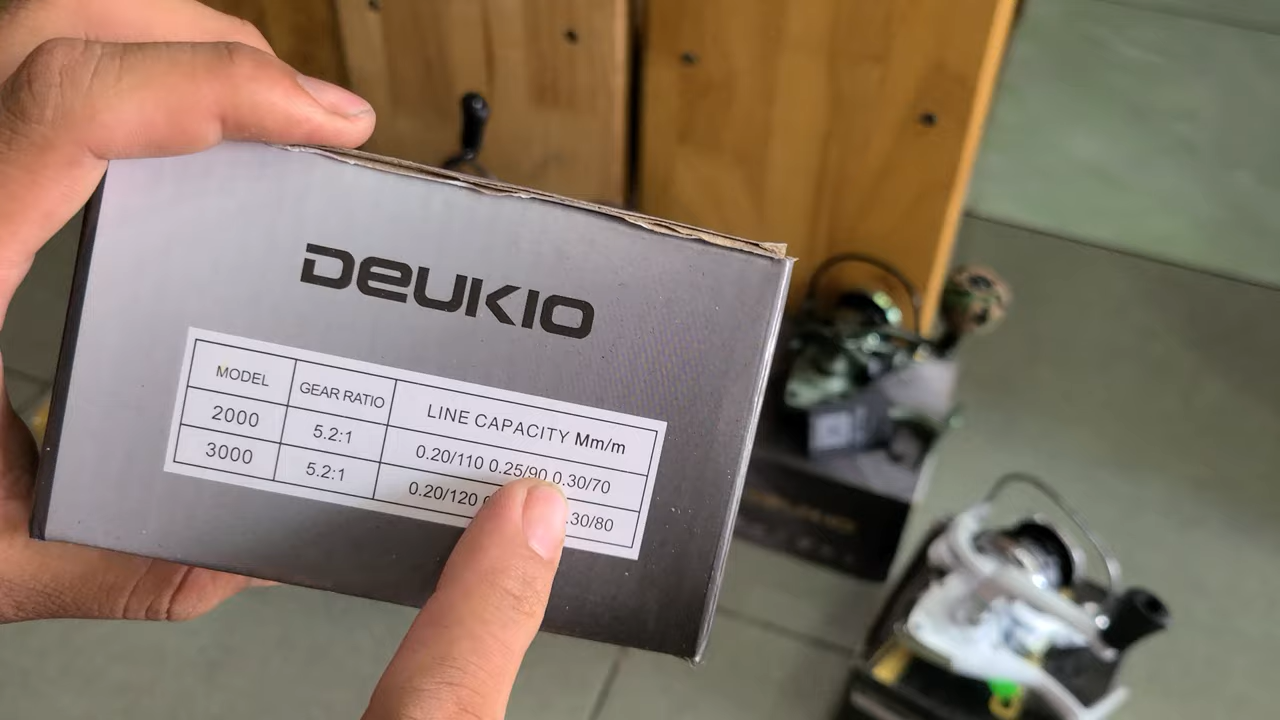 DEUKIO
MODEL GEAR RATIO LINE CAPACITY Mm/m
2000 5.2:1 0.20/110 0.25/90 0.30/70
3000 5.2:1 0.20/120 .30/80